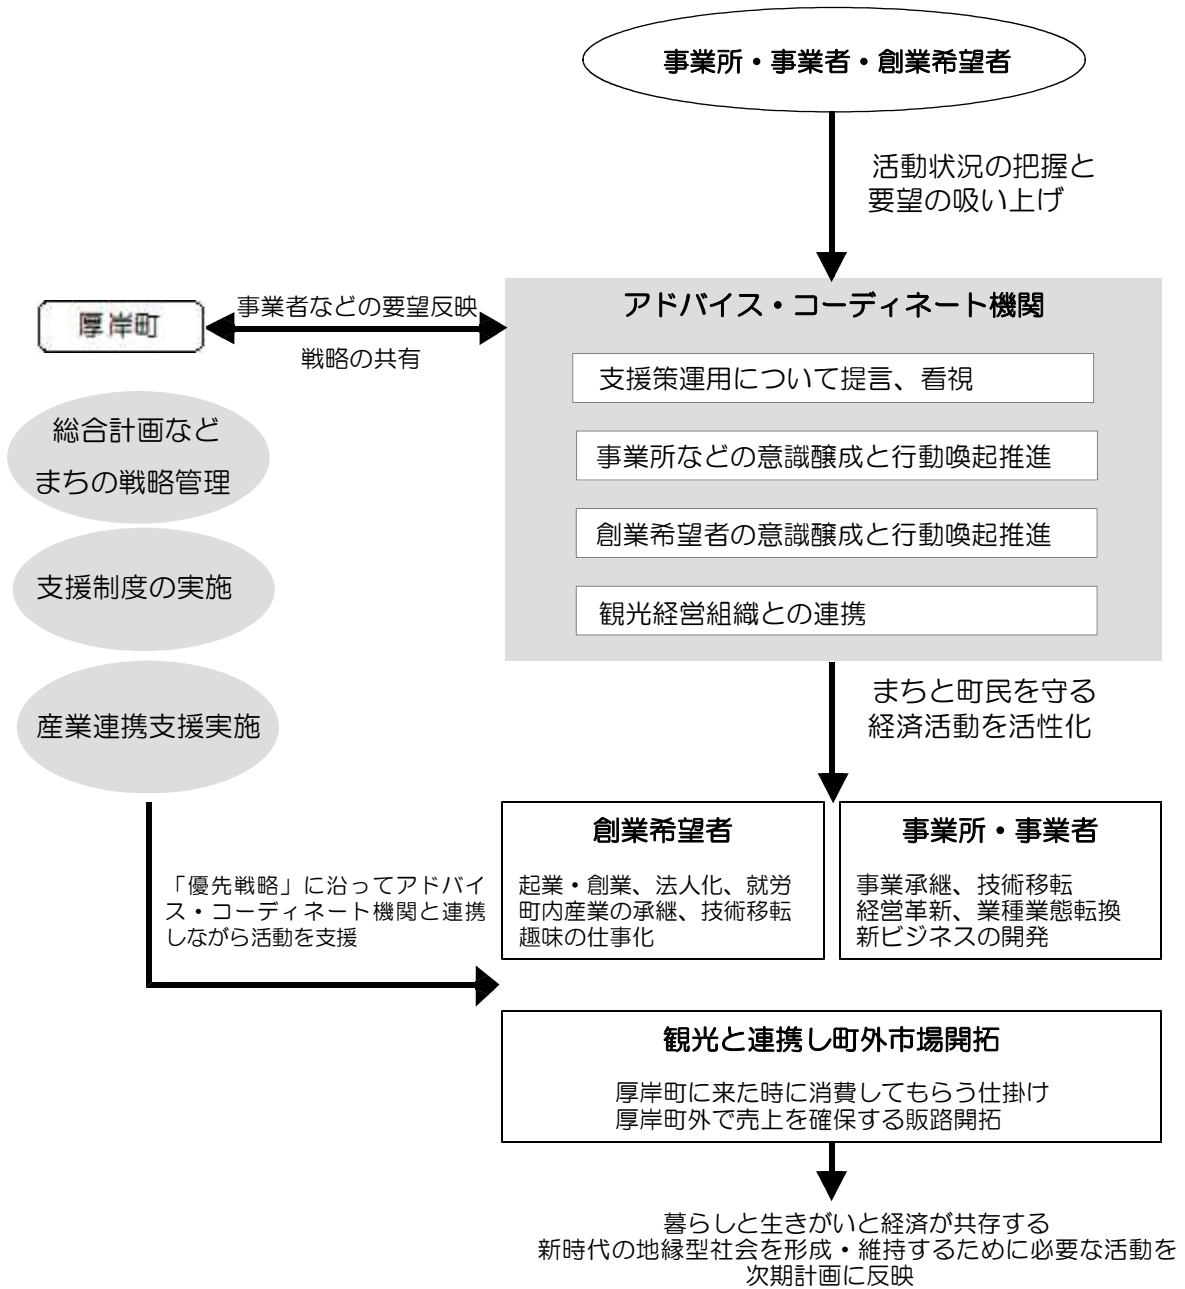 事業所・事業者・創業希望者
活動状況の把握と
要望の吸い上げ
厚岸町
事業者などの要望反映
戦略の共有
アドバイス・コーディネート機関
支援策運用について提言、看視
事業所などの意識醸成と行動喚起推進
創業希望者の意識醸成と行動喚起推進
観光経営組織との連携
総合計画など
まちの戦略管理
支援制度の実施
産業連携支援実施
まちと町民を守る
経済活動を活性化
「優先戦略」に沿ってアドバイ
ス・コーディネート機関と連携
しながら活動を支援
創業希望者
起業・創業、法人化、就労
町内産業の承継、技術移転
趣味の仕事化
事業所・事業者
事業承継、技術移転
経営革新、業種業態転換
新ビジネスの開発
観光と連携し町外市場開拓
厚岸町に来た時に消費してもらう仕掛け
厚岸町外で売上を確保する販路開拓
暮らしと生きがいと経済が共存する
新時代の地縁型社会を形成・維持するために必要な活動を
次期計画に反映